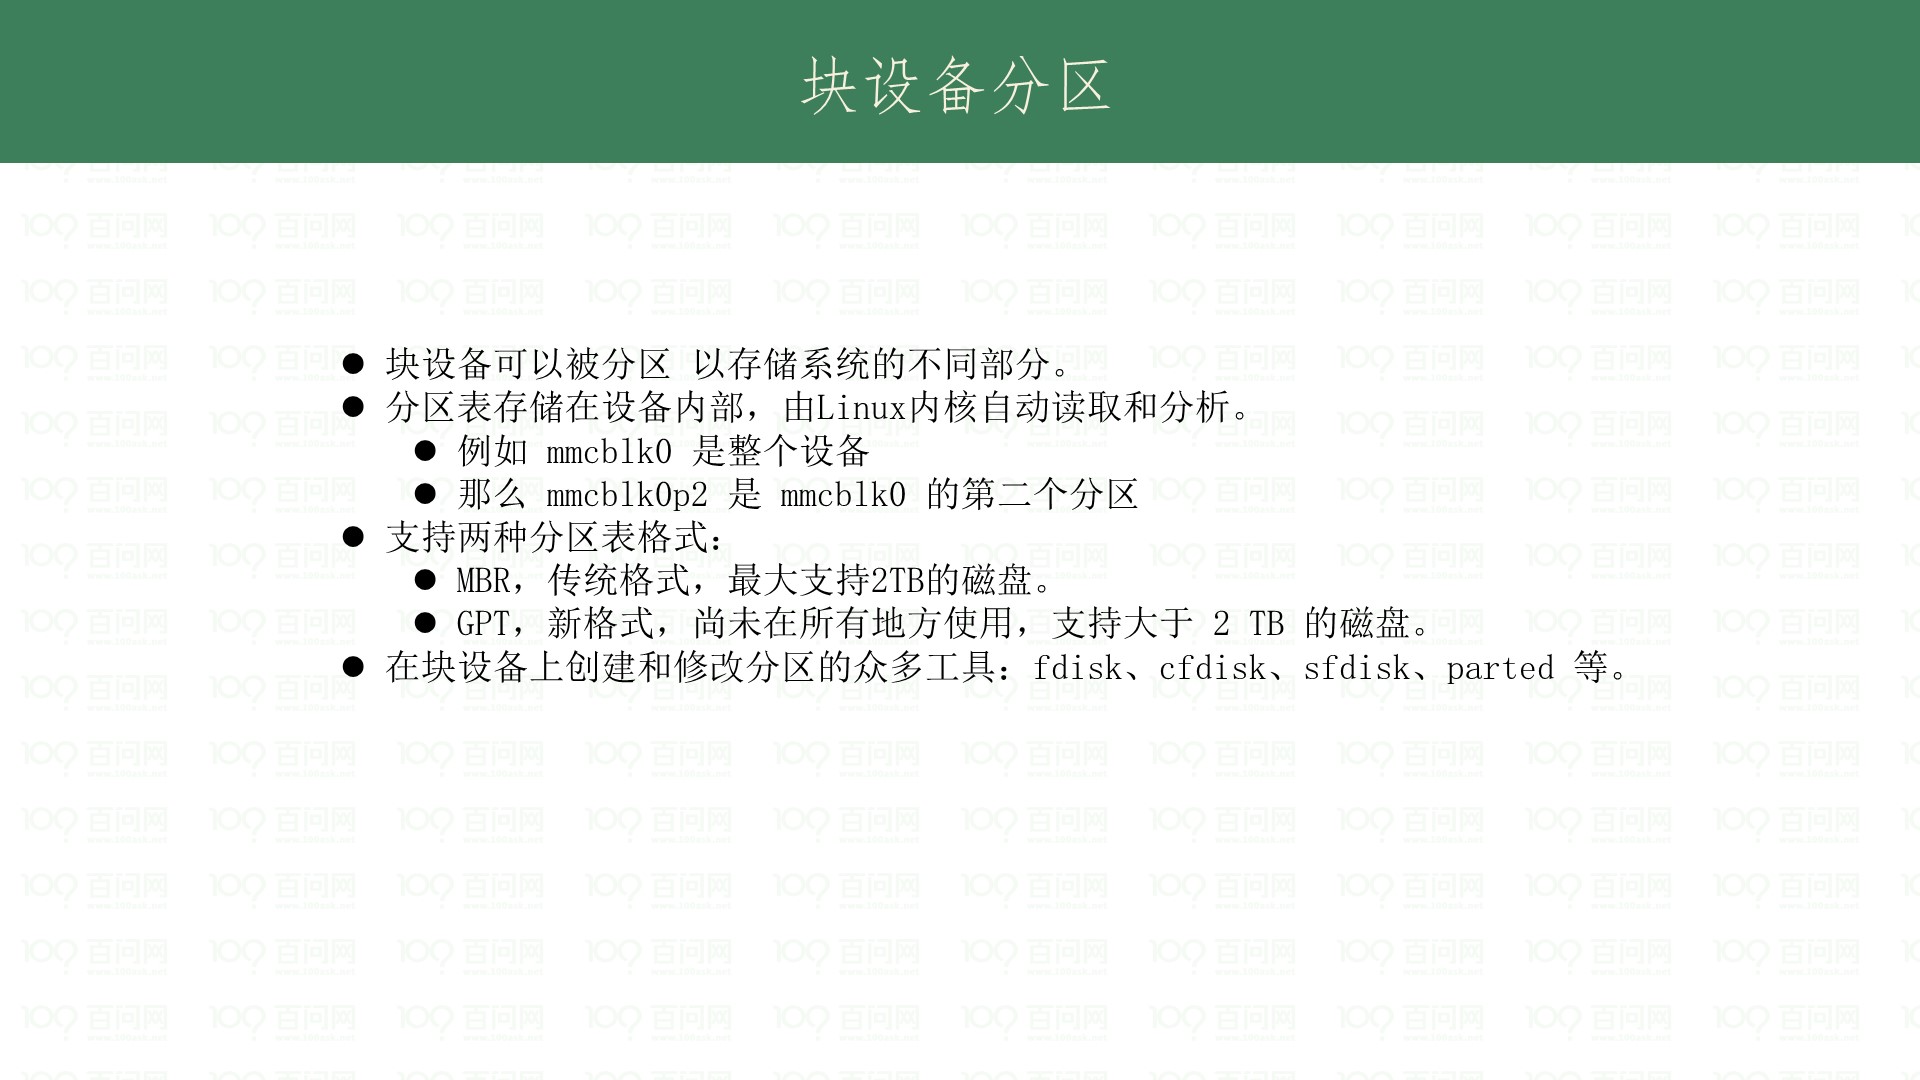 块设备分区
块设备可以被分区 以存储系统的不同部分。
分区表存储在设备内部，由Linux内核自动读取和分析。
例如 mmcblk0 是整个设备
那么 mmcblk0p2 是 mmcblk0 的第二个分区
支持两种分区表格式：
MBR，传统格式，最大支持2TB的磁盘。
GPT，新格式，尚未在所有地方使用，支持大于 2 TB 的磁盘。
在块设备上创建和修改分区的众多工具：fdisk、cfdisk、sfdisk、parted 等。